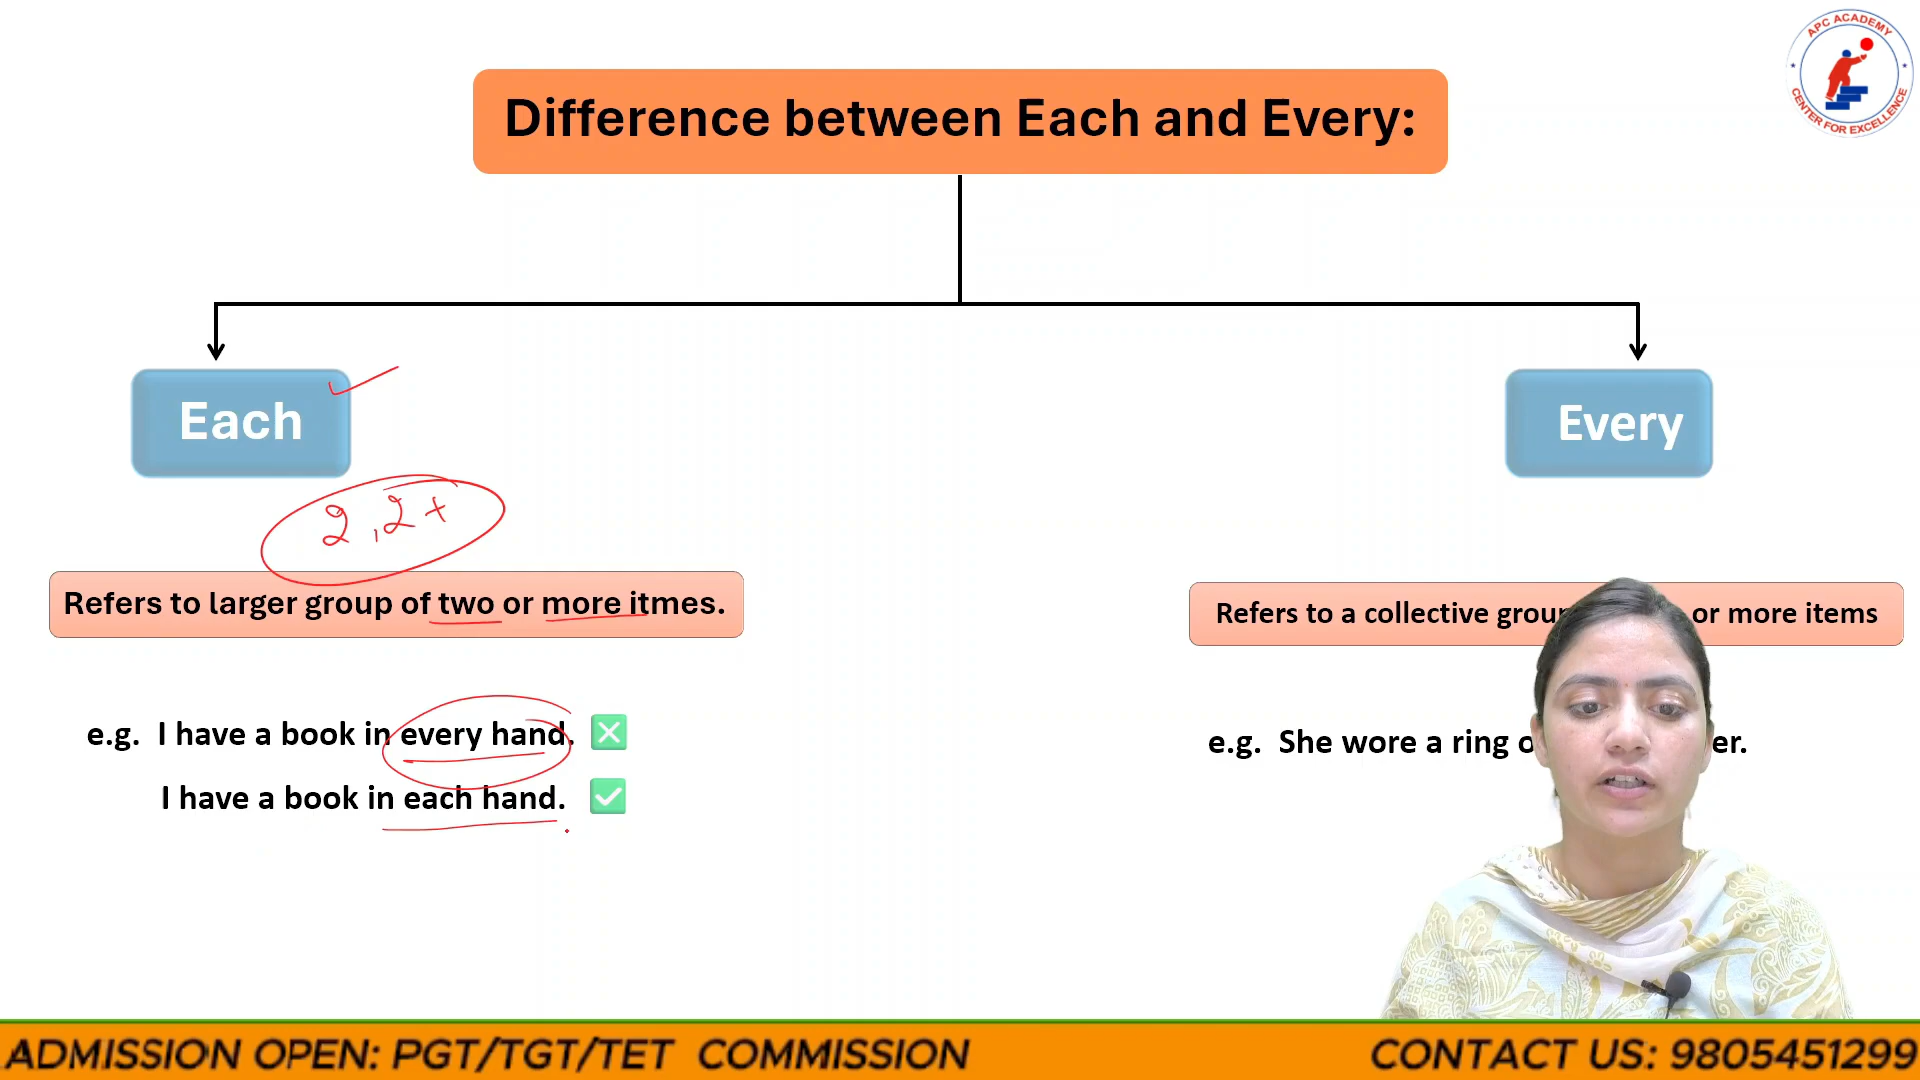 APC ACADEMY
CENTER FOR EXCELLENCE
Difference between Each and Every:
Each
Every
2, 2+
Refers to larger group of two or more itmes.
Refers to a collective or more items
e.g. I have a book in every hand.
I have a book in each hand.
e.g. She wore a ring
ADMISSION OPEN: PGT/TGT/TET COMMISSION
CONTACT US: 9805451299